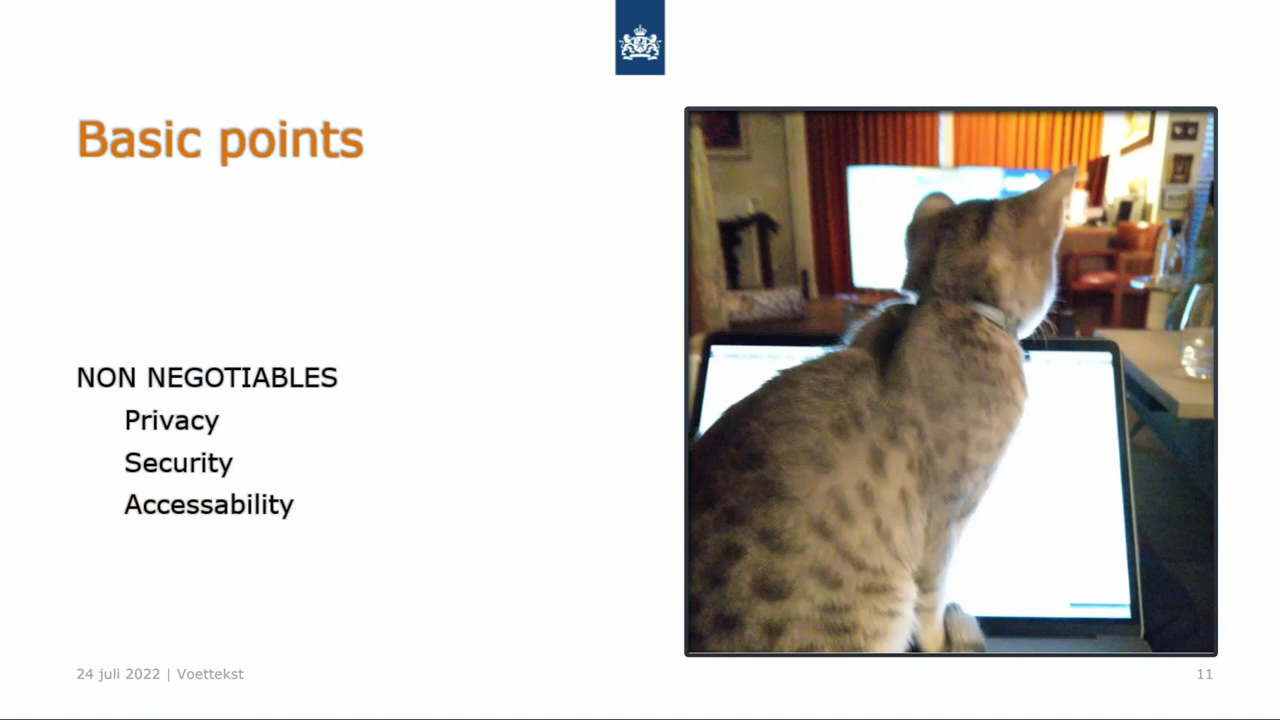 Basic points
NON NEGOTIABLES
Privacy
Security
Accessability
24 juli 2022 | Voettekst
11